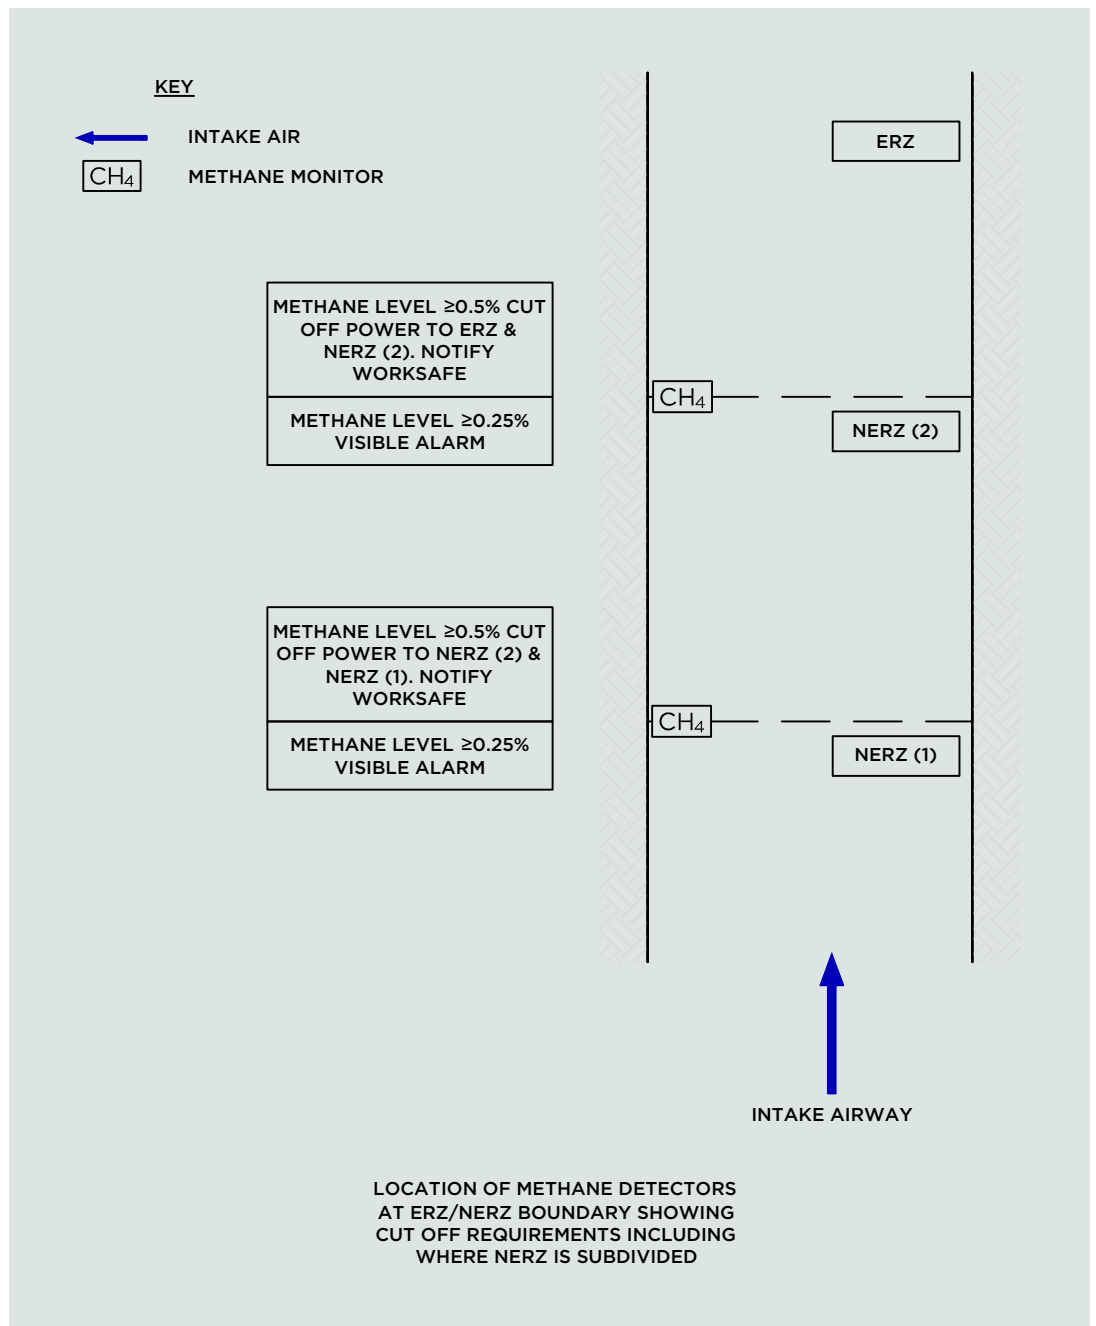 KEY
INTAKE AIR
CH₄
METHANE MONITOR
ERZ
METHANE LEVEL ≥0.5% CUT
OFF POWER TO ERZ &
NERZ (2). NOTIFY
WORKSAFE
METHANE LEVEL ≥0.25%
VISIBLE ALARM
CH₄
NERZ (2)
METHANE LEVEL ≥0.5% CUT
OFF POWER TO NERZ (2) &
NERZ (1). NOTIFY
WORKSAFE
METHANE LEVEL ≥0.25%
VISIBLE ALARM
CH₄
NERZ (1)
INTAKE AIRWAY
LOCATION OF METHANE DETECTORS
AT ERZ/NERZ BOUNDARY SHOWING
CUT OFF REQUIREMENTS INCLUDING
WHERE NERZ IS SUBDIVIDED